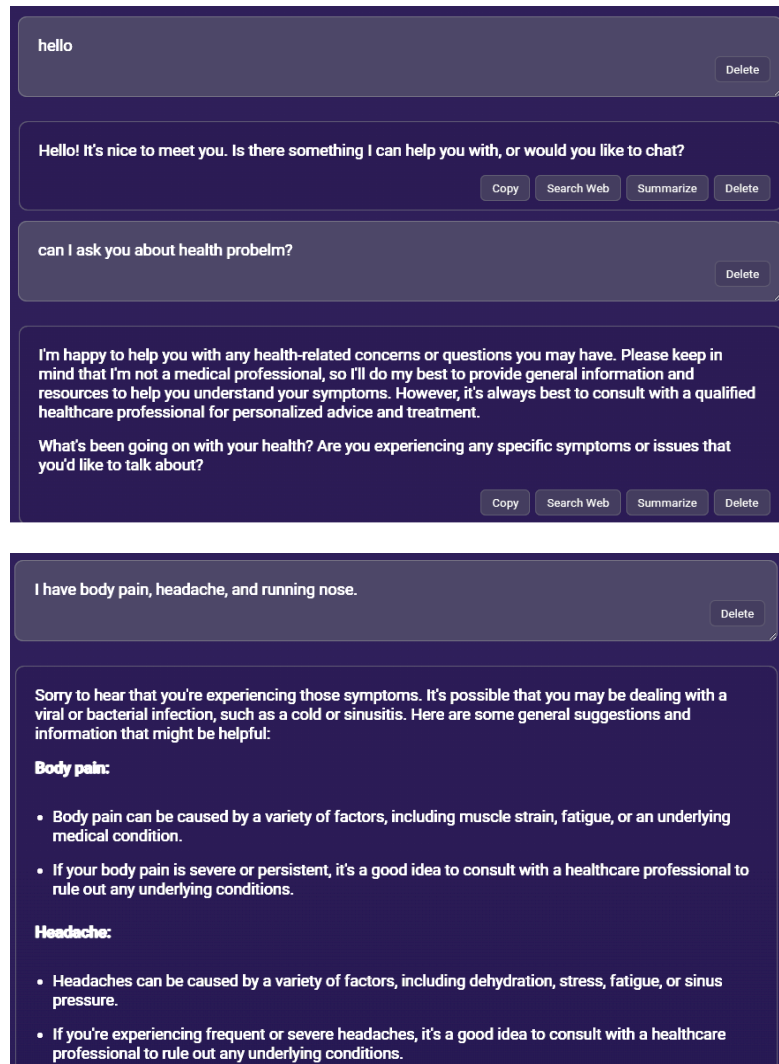 hello
Delete
Hello! It's nice to meet you. Is there something I can help you with, or would you like to chat?
Copy Search Web Summarize Delete
can I ask you about health probelm?
Delete
I'm happy to help you with any health-related concerns or questions you may have. Please keep in
mind that I'm not a medical professional, so I'll do my best to provide general information and
resources to help you understand your symptoms. However, it's always best to consult with a qualified
healthcare professional for personalized advice and treatment.
What's been going on with your health? Are you experiencing any specific symptoms or issues that
you'd like to talk about?
Copy Search Web Summarize Delete
I have body pain, headache, and running nose.
Delete
Sorry to hear that you're experiencing those symptoms. It's possible that you may be dealing with a
viral or bacterial infection, such as a cold or sinusitis. Here are some general suggestions and
information that might be helpful:
Body pain:
• Body pain can be caused by a variety of factors, including muscle strain, fatigue, or an underlying
medical condition.
• If your body pain is severe or persistent, it's a good idea to consult with a healthcare professional to
rule out any underlying conditions.
Headache:
• Headaches can be caused by a variety of factors, including dehydration, stress, fatigue, or sinus
pressure.
• If you're experiencing frequent or severe headaches, it's a good idea to consult with a healthcare
professional to rule out any underlying conditions.